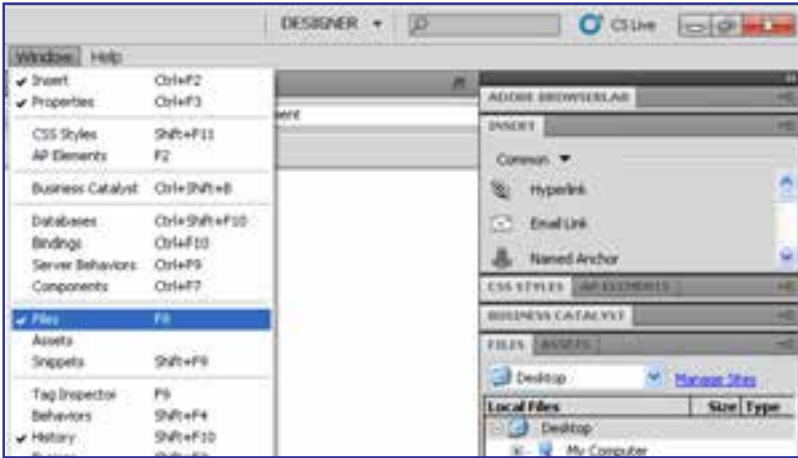 DESIGNER
CS Live
Window Help
Insert Ctrl+F2
Properties Ctrl+F3
CSS Styles Shift+F11
AP Elements F2
Business Catalyst Ctrl+Shift+B
Databases Ctrl+Shift+F10
Bindings Ctrl+F10
Server Behaviors Ctrl+F9
Components Ctrl+F7
Files F8
Assets
Snippets Shift+F9
Tag Inspector F9
Behaviors Shift+F4
History Shift+F10
ment
ADOBE BROWSERLAB
INSERT
Common
Hyperlink
Email Link
Named Anchor
CSS STYLES AP ELEMENTS
BUSINESS CATALYST
FILES ASSETS
Desktop Manage Sites
Local Files Size Type
Desktop
My Computer